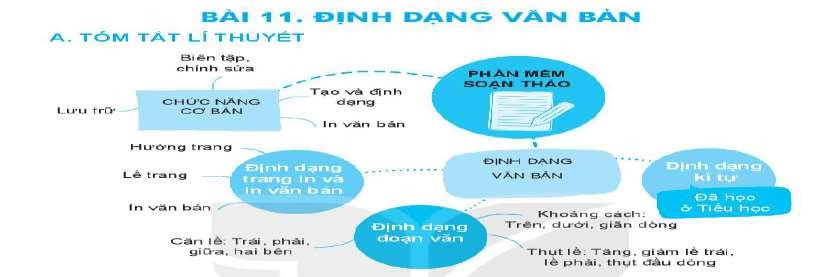 BÀI 11. ĐỊNH DẠNG VĂN BẢN
A. TÓM TẮT LÍ THUYẾT
Biên tập,
chỉnh sửa
CHỨC NĂNG
CƠ BẢN
Lưu trữ
Tạo và định
dạng
In văn bản
PHẦN MỀM
SOẠN THẢO
Hướng trang
Lề trang
In văn bản
Định dạng
trang in và
in văn bản
ĐỊNH DẠNG
VĂN BẢN
Định dạng
kí tự
Đã học
ở Tiểu học
Định dạng
đoạn văn
Căn lề: Trái, phải,
giữa, hai bên
Khoảng cách:
Trên, dưới, giãn dòng
Thụt lề: Tăng, giảm lề trái,
lề phải, thụt đầu dòng